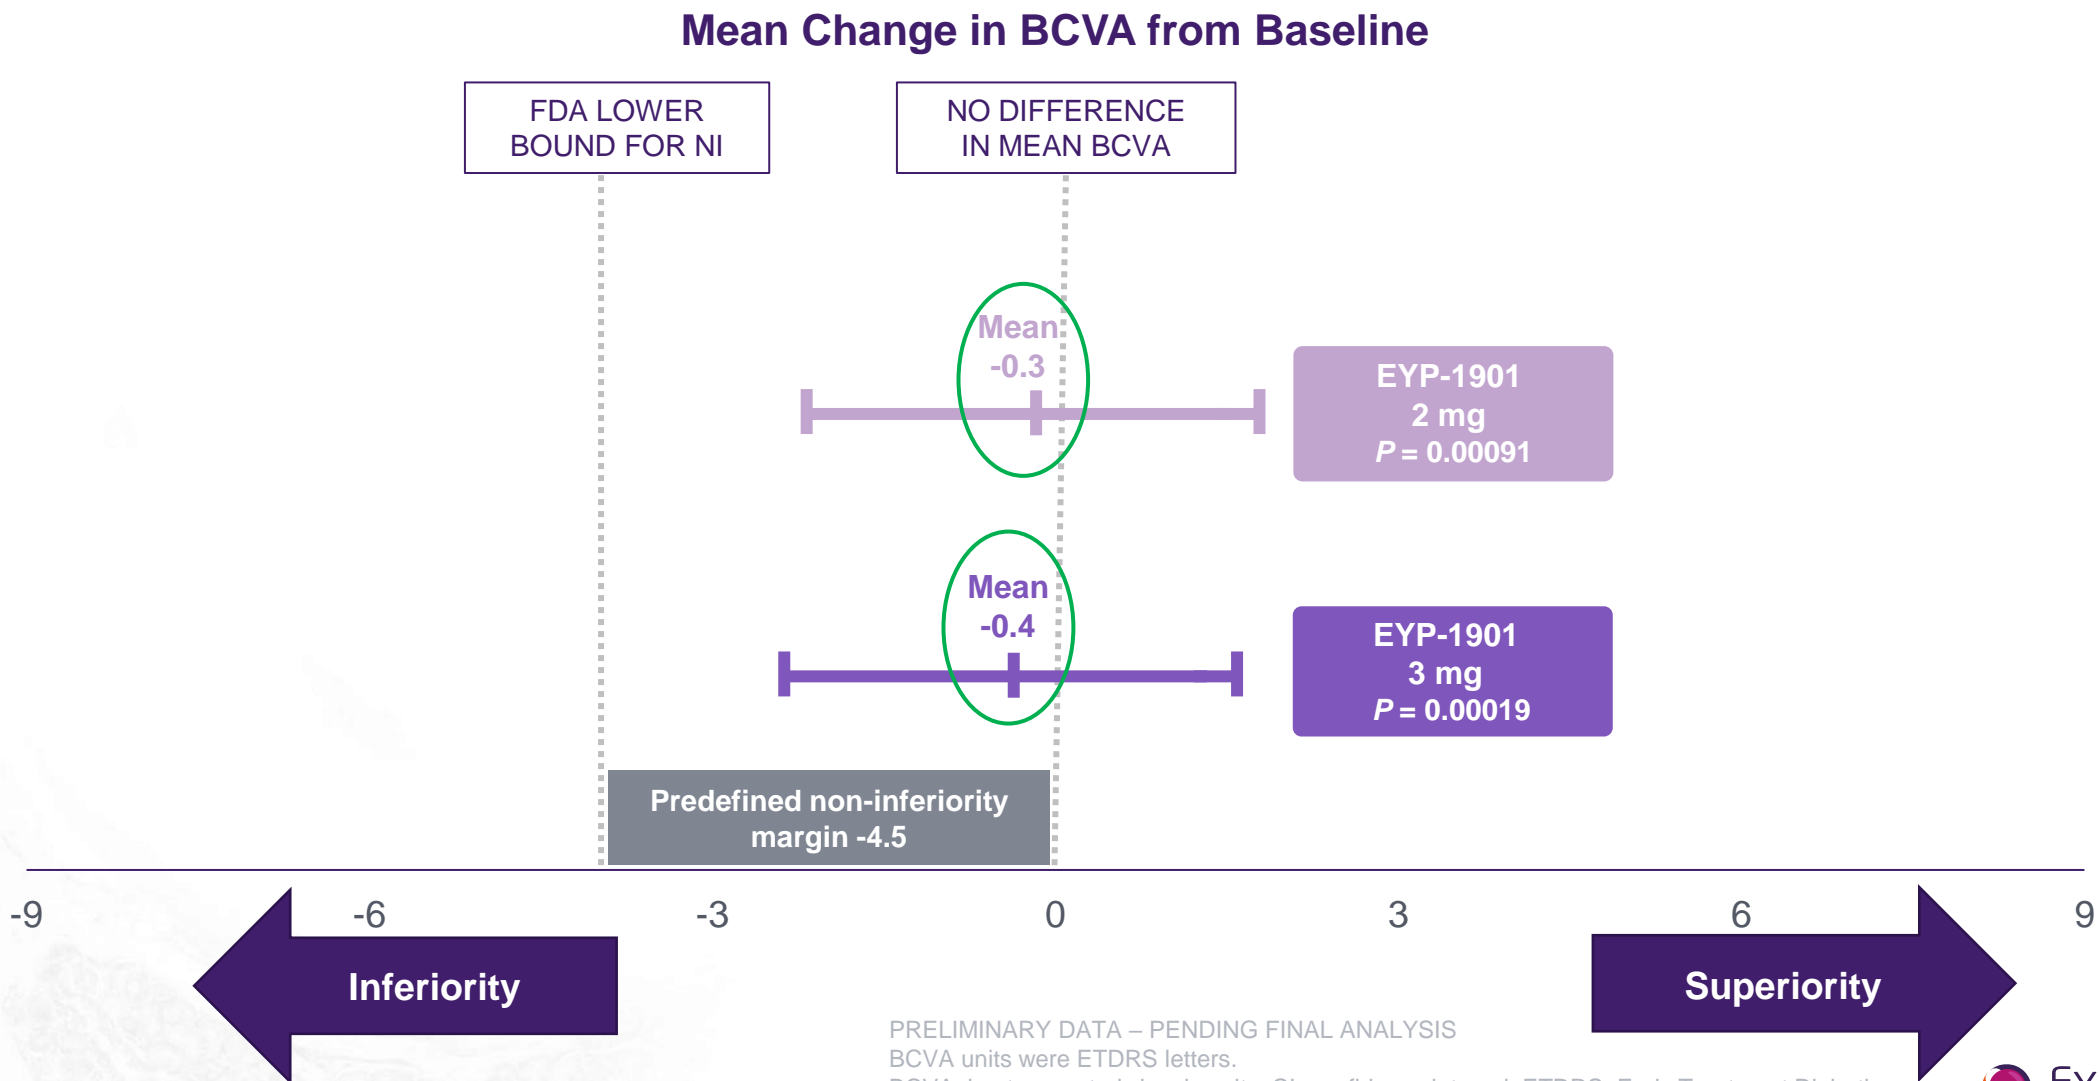 Mean Change in BCVA from Baseline
FDA LOWER
BOUND FOR NI
NO DIFFERENCE
IN MEAN BCVA
Mean
-0.3
EYP-1901
2 mg
P = 0.00091
Mean
-0.4
EYP-1901
3 mg
P = 0.00019
Predefined non-inferiority
margin -4.5
-9 -6 -3 0 3 6 9
Inferiority
Superiority
PRELIMINARY DATA – PENDING FINAL ANALYSIS
BCVA units were ETDRS letters.